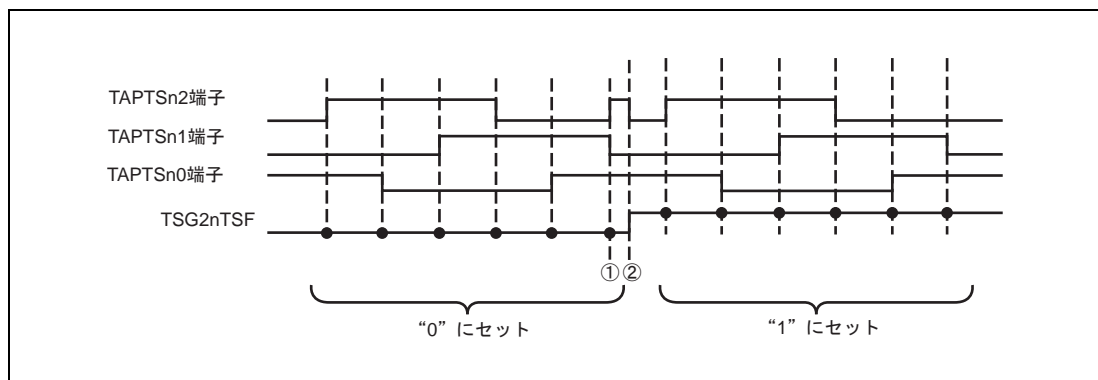 TAPTSn2端子
TAPTSn1端子
TAPTSn0端子
TSG2nTSF
①②
“0” にセット
“1” にセット